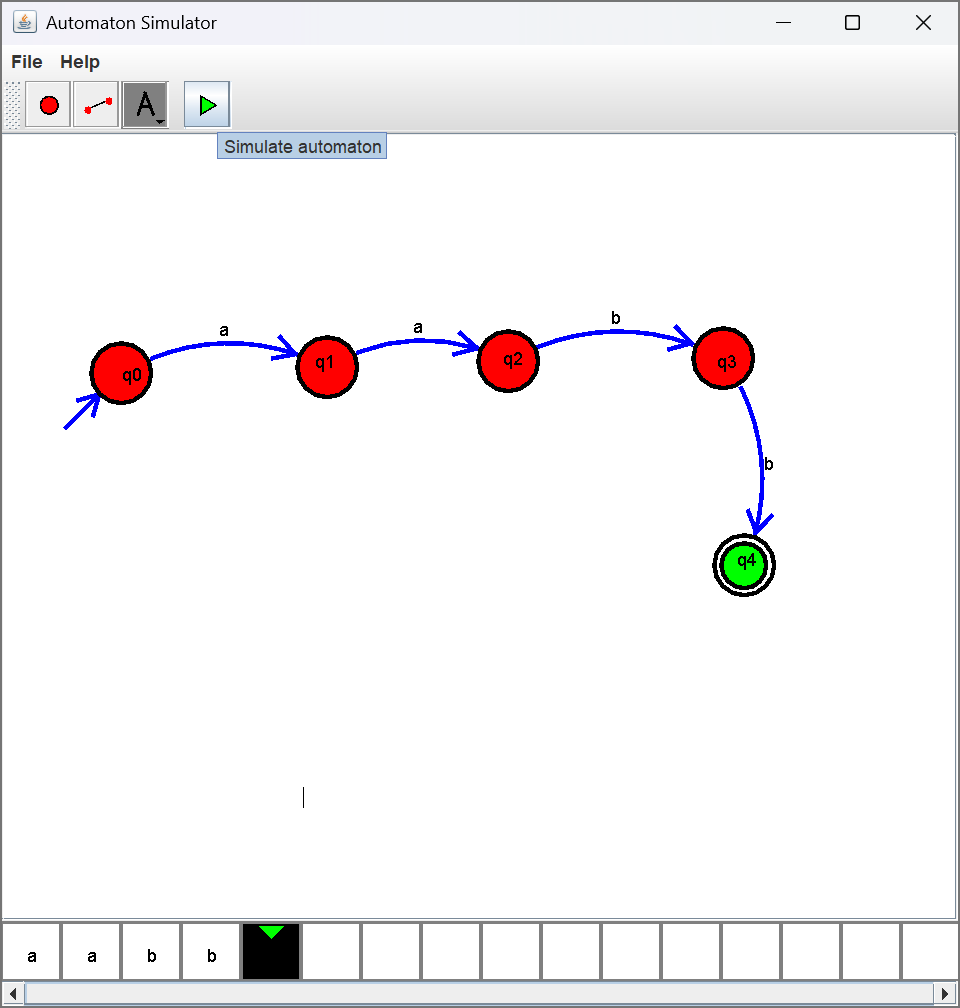 Automaton Simulator
File Help
A
Simulate automaton
a
a
b
q0
q1
q2
q3
b
q4
a a b b